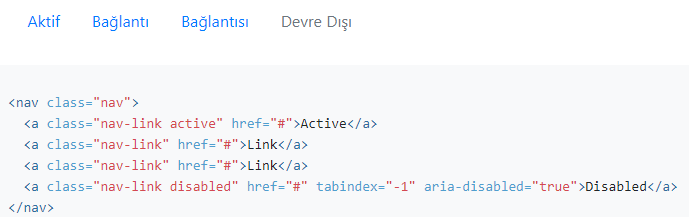 Aktif Bağlantı Bağlantısı Devre Dışı
<nav class="nav">
  <a class="nav-link active" href="#">Active</a>
  <a class="nav-link" href="#">Link</a>
  <a class="nav-link" href="#">Link</a>
  <a class="nav-link disabled" href="#" tabindex="-1" aria-disabled="true">Disabled</a>
</nav>